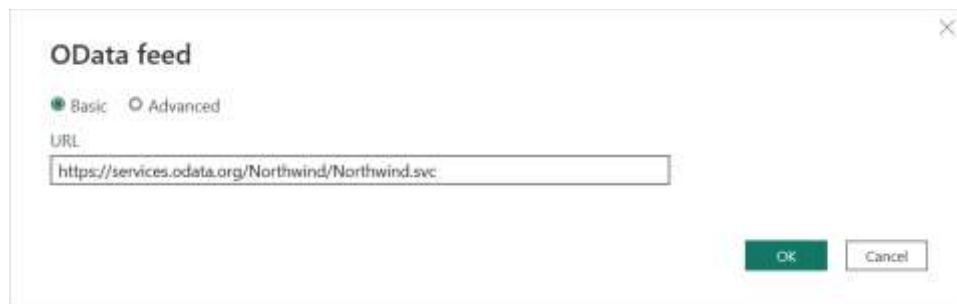 OData feed
Basic Advanced
URL
https://services.odata.org/Northwind/Northwind.svc
OK Cancel